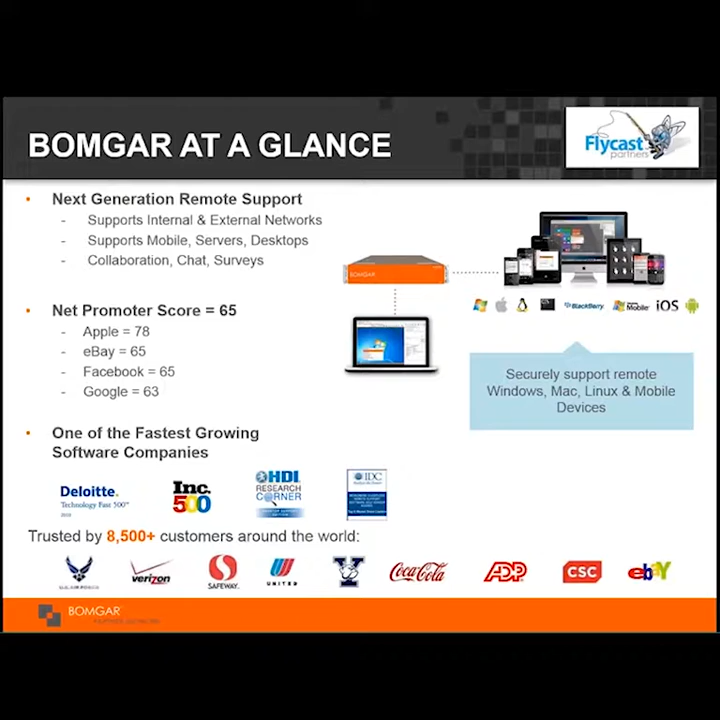 BOMGAR AT A GLANCE
Flycast
partners
• Next Generation Remote Support
- Supports Internal & External Networks
- Supports Mobile, Servers, Desktops
- Collaboration, Chat, Surveys
BOMGAR
BlackBerry
Windows Mobile
iOS
• Net Promoter Score = 65
- Apple = 78
- eBay = 65
- Facebook = 65
- Google = 63
Securely support remote
Windows, Mac, Linux & Mobile
Devices
• One of the Fastest Growing
Software Companies
Deloitte.
Technology Fast 500™
Inc.
500
HDI
RESEARCH
CORNER
IDC
Trusted by 8,500+ customers around the world:
U.S. AIR FORCE
verizon
SAFEWAY
UNITED
Y
Coca-Cola
ADP
CSC
ebaY
BOMGAR